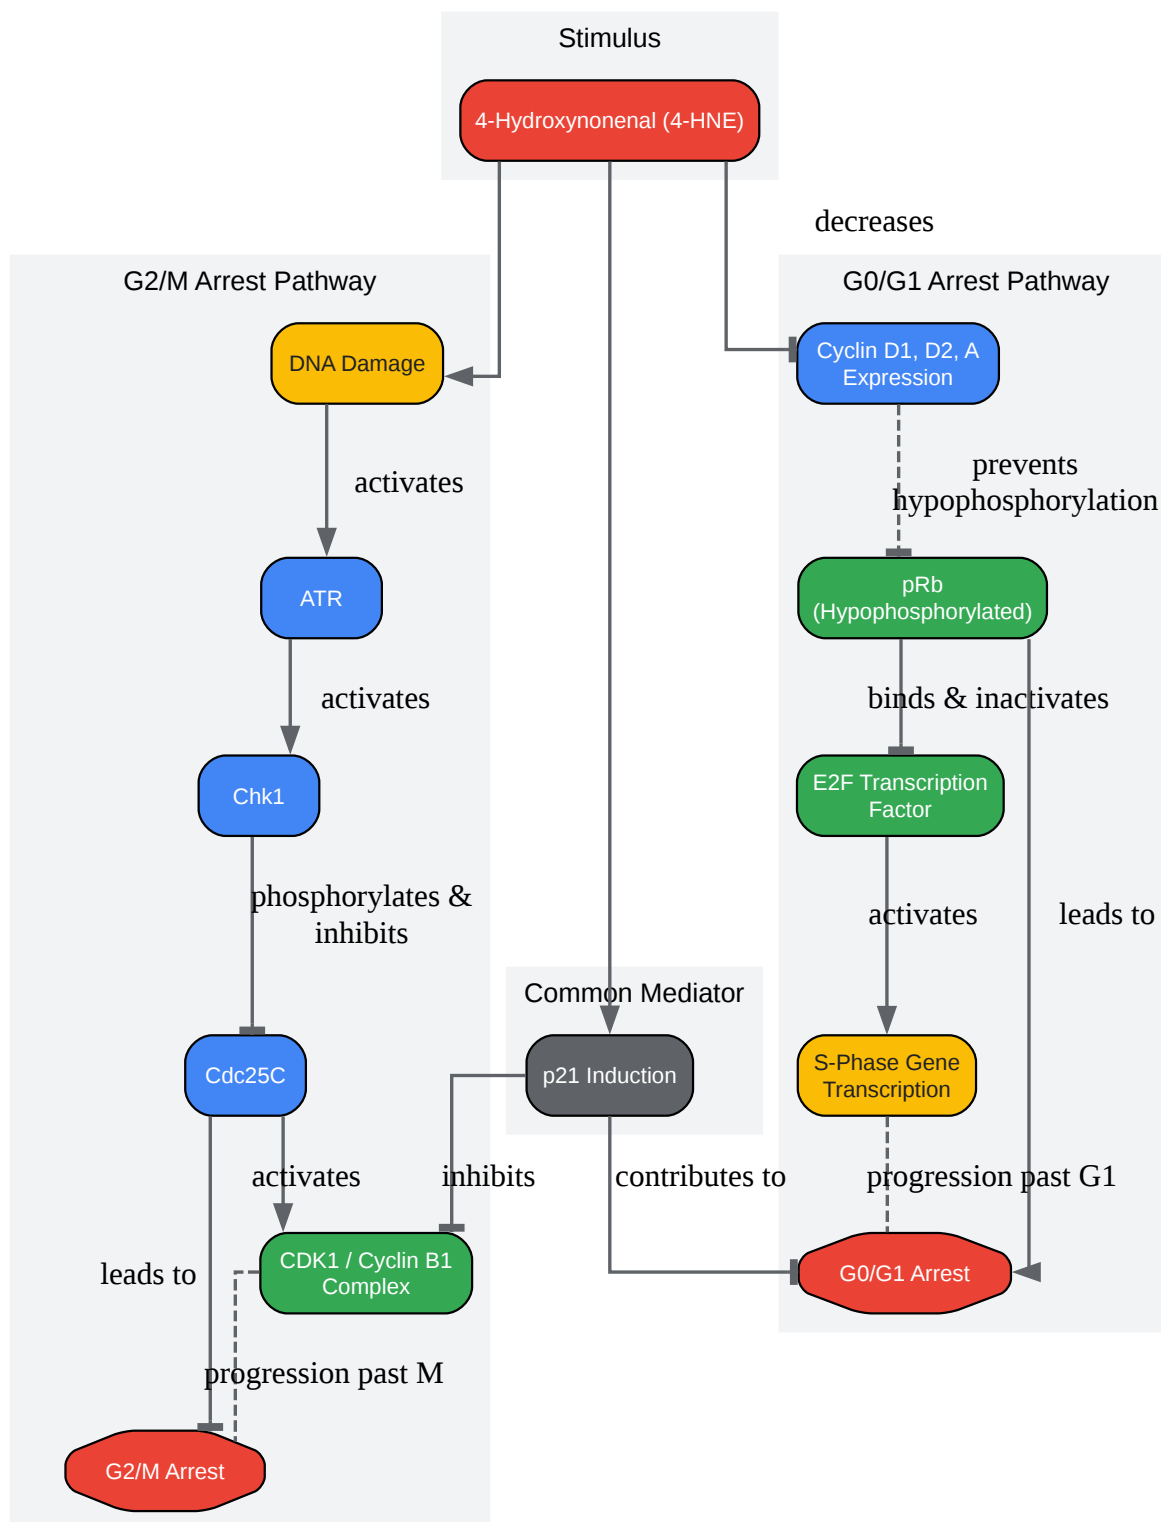 Stimulus
4-Hydroxynonenal (4-HNE)
decreases
G2/M Arrest Pathway
DNA Damage
activates
ATR
activates
Chk1
phosphorylates &
inhibits
Cdc25C
activates
leads to
CDK1 / Cyclin B1
Complex
progression past M
G2/M Arrest
Common Mediator
p21 Induction
inhibits
contributes to
G0/G1 Arrest Pathway
Cyclin D1, D2, A
Expression
prevents
hypophosphorylation
pRb
(Hypophosphorylated)
binds & inactivates
E2F Transcription
Factor
activates
leads to
S-Phase Gene
Transcription
progression past G1
G0/G1 Arrest